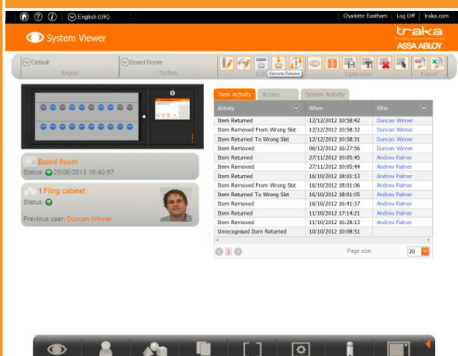 English (UK)
Charlotte Eastham | Log Off | traka.com
System Viewer
traka
ASSA ABLOY
Default
Board Room
Region
System
Edit
Remote Release
Customise
Export
Item Activity
Access
System Activity
Activity When Who
Item Returned 12/12/2012 10:58:42 Duncan Winner
Item Removed From Wrong Slot 12/12/2012 10:58:32 Duncan Winner
Item Returned To Wrong Slot 12/12/2012 10:58:31 Duncan Winner
Item Removed 06/12/2012 16:27:56 Duncan Winner
Item Returned 27/11/2012 10:05:45 Andrew Palmer
Item Removed 27/11/2012 10:05:44 Andrew Palmer
Item Returned 16/10/2012 18:01:13 Andrew Palmer
Item Removed From Wrong Slot 16/10/2012 18:01:06 Andrew Palmer
Item Returned To Wrong Slot 16/10/2012 18:01:05 Andrew Palmer
Item Removed 16/10/2012 16:41:37 Andrew Palmer
Item Returned 11/10/2012 17:14:21 Andrew Palmer
Item Removed 11/10/2012 16:28:13 Andrew Palmer
Unrecognised Item Returned 10/10/2012 10:08:51
1
Page size: 20
Board Room
Status: 25/06/2013 10:40:57
1 Filing cabinet
Status:
Previous user: Duncan Winner